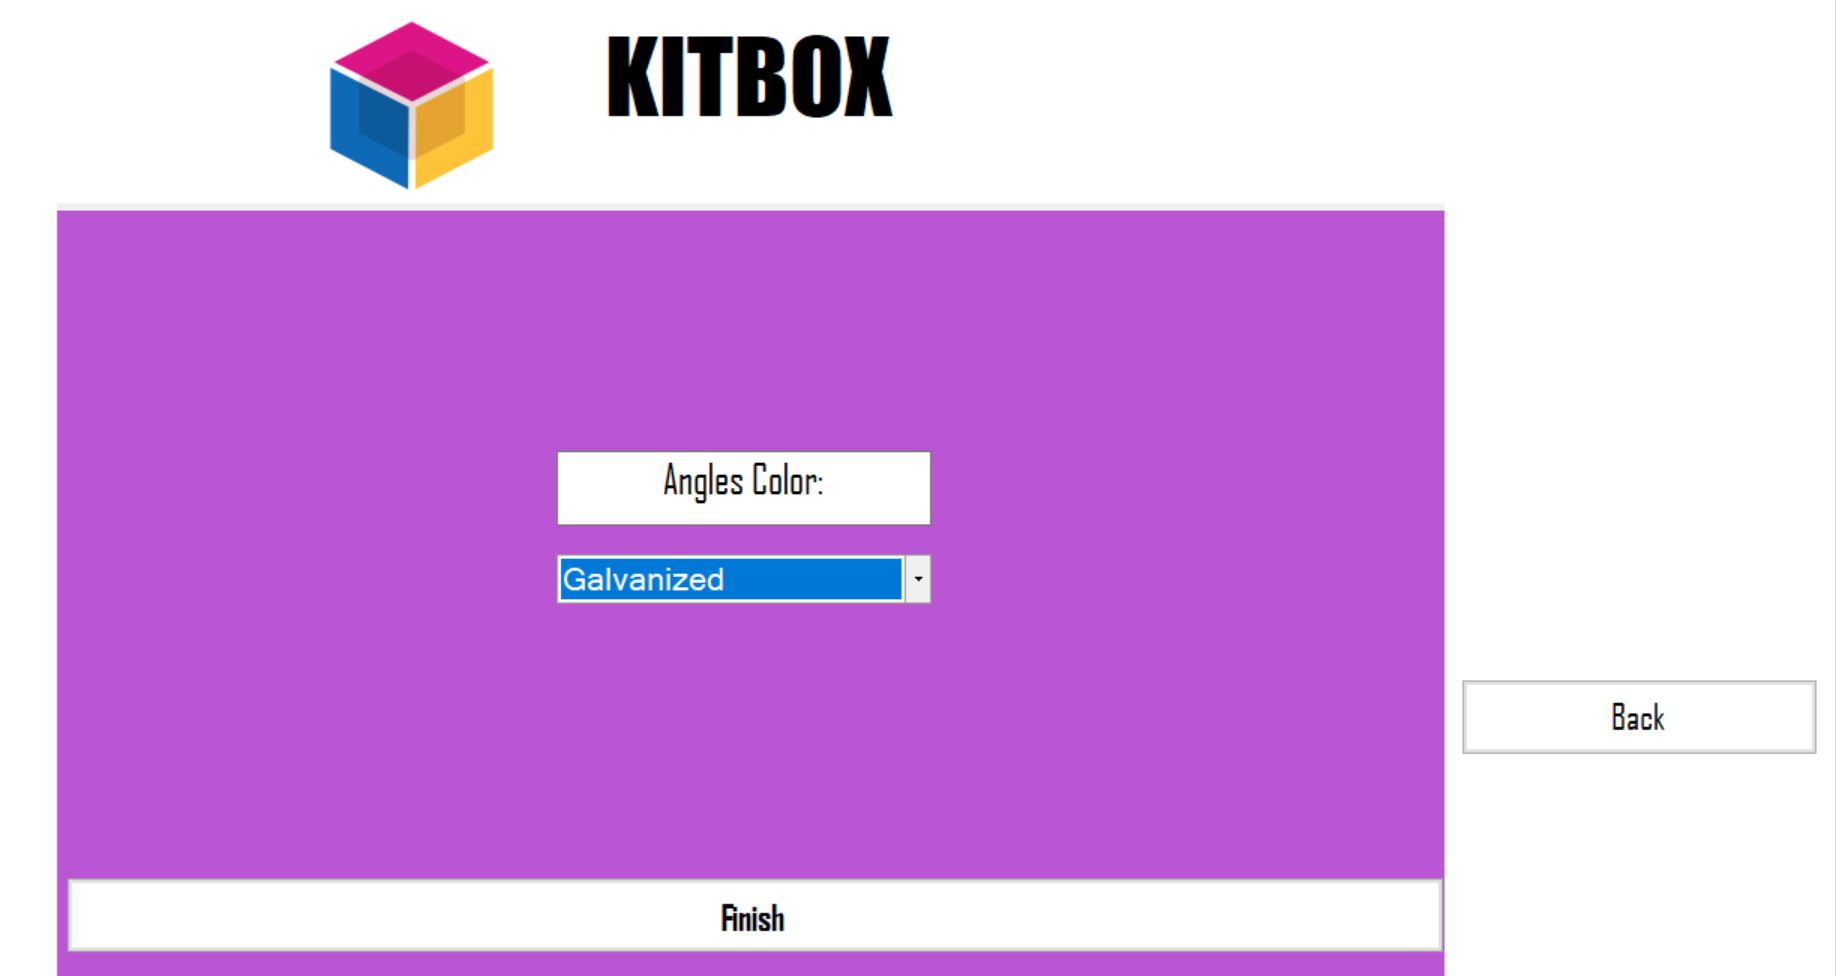 KITBOX
Angles Color:
Galvanized
Back
Finish